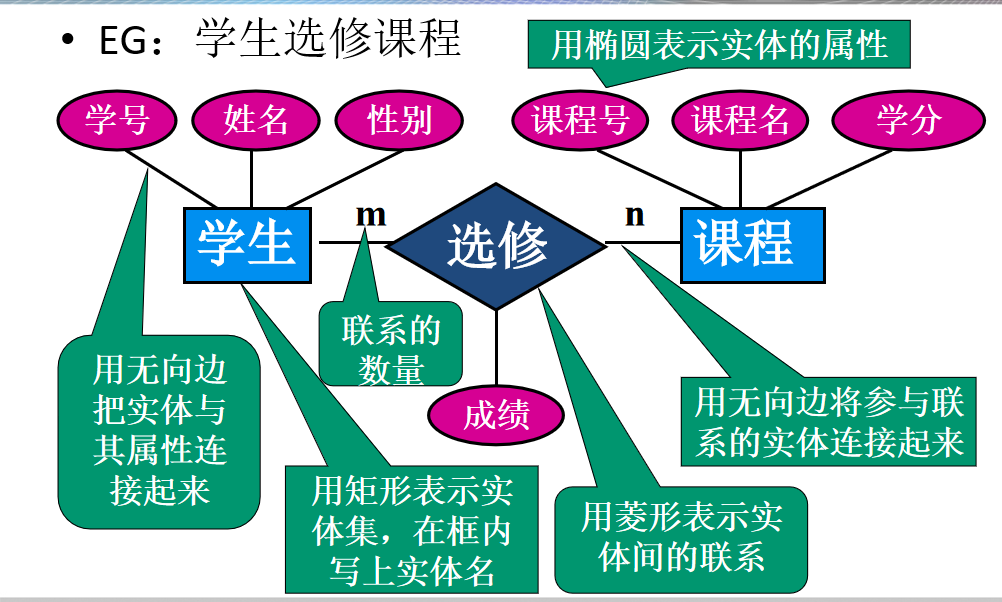 • EG：学生选修课程
用椭圆表示实体的属性
学号
姓名
性别
课程号
课程名
学分
学生
m
选修
n
课程
联系的
数量
成绩
用无向边
把实体与
其属性连
接起来
用矩形表示实
体集，在框内
写上实体名
用菱形表示实
体间的联系
用无向边将参与联
系的实体连接起来